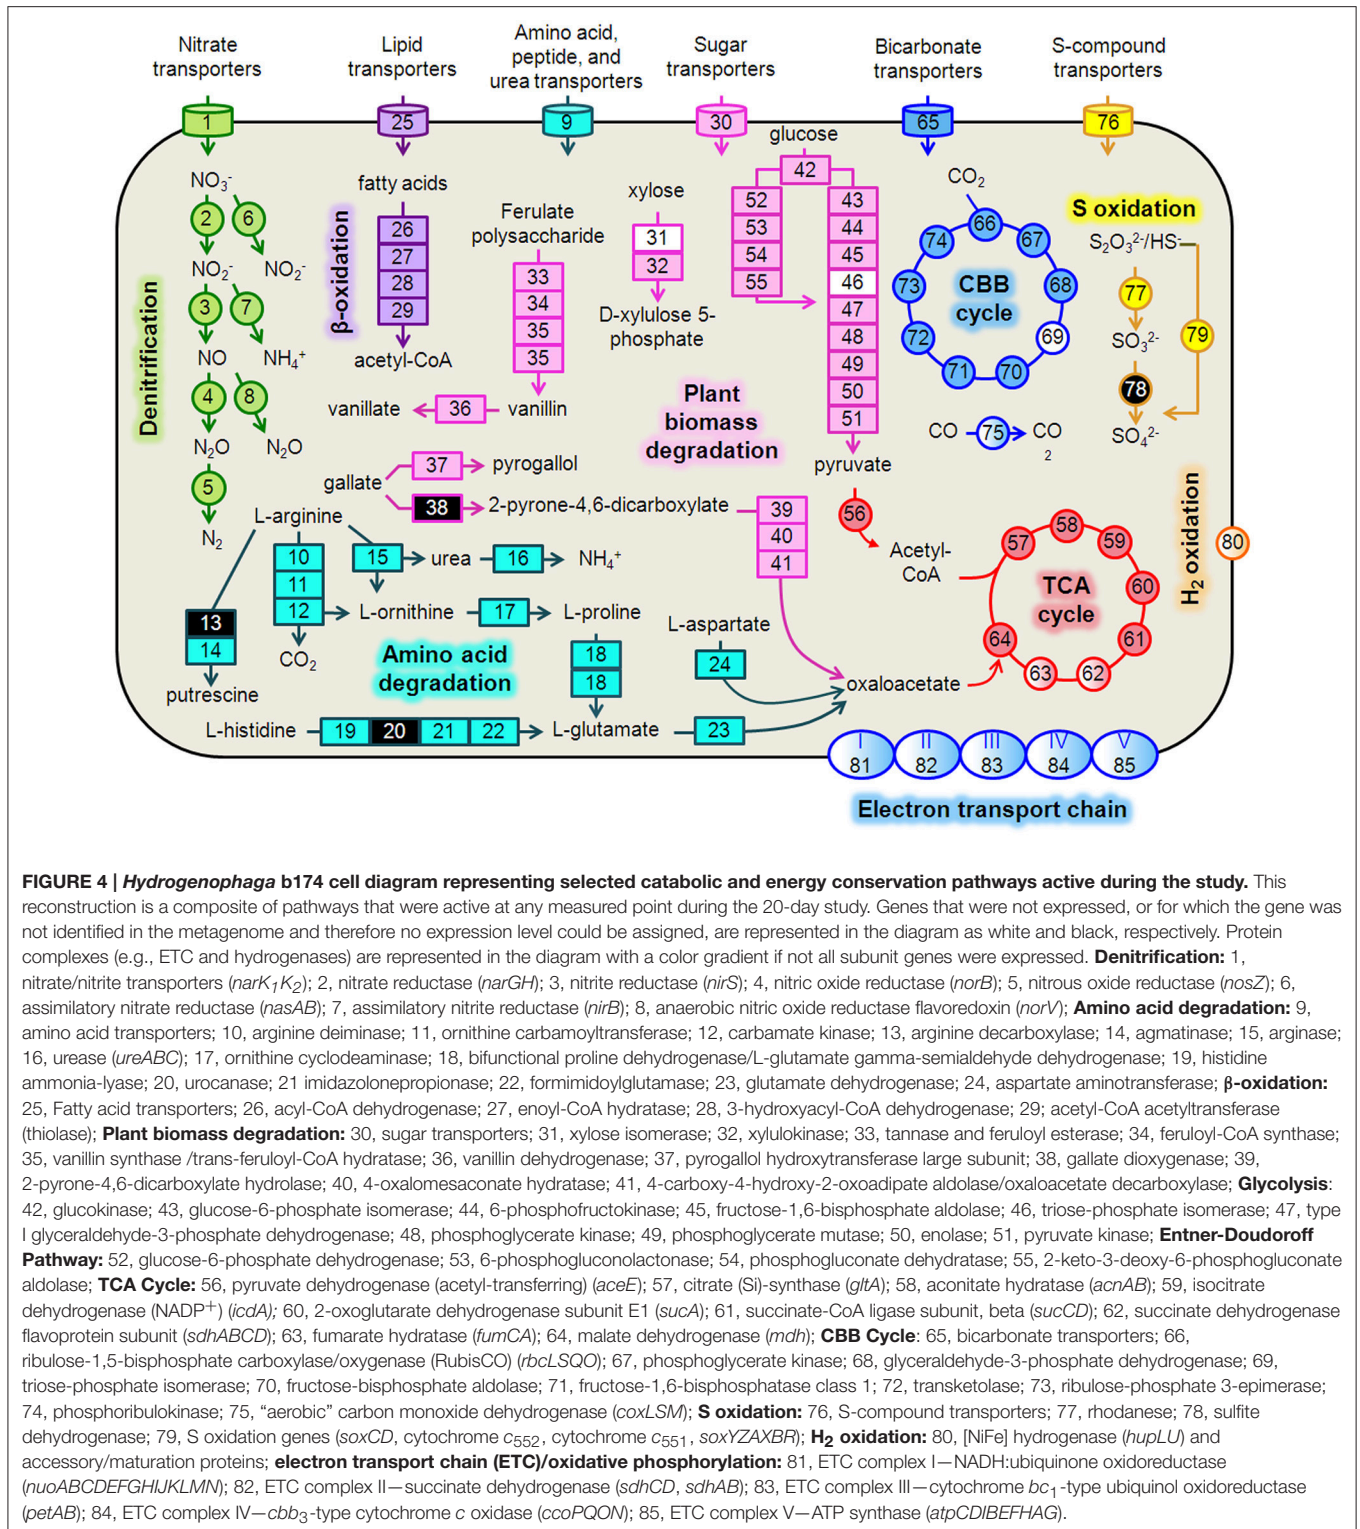 Nitrate
transporters
Lipid
transporters
Amino acid,
peptide, and
urea transporters
Sugar
transporters
Bicarbonate
transporters
S-compound
transporters
1
25
9
30
65
76
NO3-
2
6
NO2-
NO2-
3
7
NO
NH4+
4
8
N2O
N2O
5
N2
Denitrification
fatty acids
26
27
28
29
acetyl-CoA
β-oxidation
Ferulate
polysaccharide
33
34
35
35
vanillin
36
vanillate
xylose
31
32
D-xylulose 5-
phosphate
glucose
42
52
53
54
55
43
44
45
46
47
48
49
50
51
pyruvate
Plant
biomass
degradation
gallate
37
pyrogallol
38
2-pyrone-4,6-dicarboxylate
39
40
41
CO2
66
67
68
69
70
71
72
73
74
CBB
cycle
CO
75
CO
2
S oxidation
S2O3 2-/HS-
77
SO3 2-
78
SO4 2-
79
H2 oxidation
80
56
Acetyl-
CoA
57
58
59
60
61
62
63
64
TCA
cycle
oxaloacetate
L-arginine
10
11
12
CO2
13
14
putrescine
15
urea
16
NH4+
L-ornithine
17
L-proline
18
18
L-aspartate
24
Amino acid
degradation
L-histidine
19
20
21
22
L-glutamate
23
I
81
II
82
III
83
IV
84
V
85
Electron transport chain
FIGURE 4 | Hydrogenophaga b174 cell diagram representing selected catabolic and energy conservation pathways active during the study. This
reconstruction is a composite of pathways that were active at any measured point during the 20-day study. Genes that were not expressed, or for which the gene was
not identified in the metagenome and therefore no expression level could be assigned, are represented in the diagram as white and black, respectively. Protein
complexes (e.g., ETC and hydrogenases) are represented in the diagram with a color gradient if not all subunit genes were expressed. Denitrification: 1,
nitrate/nitrite transporters (narK1K2); 2, nitrate reductase (narGH); 3, nitrite reductase (nirS); 4, nitric oxide reductase (norB); 5, nitrous oxide reductase (nosZ); 6,
assimilatory nitrate reductase (nasAB); 7, assimilatory nitrite reductase (nirB); 8, anaerobic nitric oxide reductase flavoredoxin (norV); Amino acid degradation: 9,
amino acid transporters; 10, arginine deiminase; 11, ornithine carbamoyltransferase; 12, carbamate kinase; 13, arginine decarboxylase; 14, agmatinase; 15, arginase;
16, urease (ureABC); 17, ornithine cyclodeaminase; 18, bifunctional proline dehydrogenase/L-glutamate gamma-semialdehyde dehydrogenase; 19, histidine
ammonia-lyase; 20, urocanase; 21 imidazolonepropionase; 22, formimidoylglutamase; 23, glutamate dehydrogenase; 24, aspartate aminotransferase; β-oxidation:
25, Fatty acid transporters; 26, acyl-CoA dehydrogenase; 27, enoyl-CoA hydratase; 28, 3-hydroxyacyl-CoA dehydrogenase; 29; acetyl-CoA acetyltransferase
(thiolase); Plant biomass degradation: 30, sugar transporters; 31, xylose isomerase; 32, xylulokinase; 33, tannase and feruloyl esterase; 34, feruloyl-CoA synthase;
35, vanillin synthase /trans-feruloyl-CoA hydratase; 36, vanillin dehydrogenase; 37, pyrogallol hydroxytransferase large subunit; 38, gallate dioxygenase; 39,
2-pyrone-4,6-dicarboxylate hydrolase; 40, 4-oxalomesaconate hydratase; 41, 4-carboxy-4-hydroxy-2-oxoadipate aldolase/oxaloacetate decarboxylase; Glycolysis:
42, glucokinase; 43, glucose-6-phosphate isomerase; 44, 6-phosphofructokinase; 45, fructose-1,6-bisphosphate aldolase; 46, triose-phosphate isomerase; 47, type
I glyceraldehyde-3-phosphate dehydrogenase; 48, phosphoglycerate kinase; 49, phosphoglycerate mutase; 50, enolase; 51, pyruvate kinase; Entner-Doudoroff
Pathway: 52, glucose-6-phosphate dehydrogenase; 53, 6-phosphogluconolactonase; 54, phosphogluconate dehydratase; 55, 2-keto-3-deoxy-6-phosphogluconate
aldolase; TCA Cycle: 56, pyruvate dehydrogenase (acetyl-transferring) (aceE); 57, citrate (Si)-synthase (gltA); 58, aconitate hydratase (acnAB); 59, isocitrate
dehydrogenase (NADP+) (icdA); 60, 2-oxoglutarate dehydrogenase subunit E1 (sucA); 61, succinate-CoA ligase subunit, beta (sucCD); 62, succinate dehydrogenase
flavoprotein subunit (sdhABCD); 63, fumarate hydratase (fumCA); 64, malate dehydrogenase (mdh); CBB Cycle: 65, bicarbonate transporters; 66,
ribulose-1,5-bisphosphate carboxylase/oxygenase (RubisCO) (rbcLSQO); 67, phosphoglycerate kinase; 68, glyceraldehyde-3-phosphate dehydrogenase; 69,
triose-phosphate isomerase; 70, fructose-bisphosphate aldolase; 71, fructose-1,6-bisphosphatase class 1; 72, transketolase; 73, ribulose-phosphate 3-epimerase;
74, phosphoribulokinase; 75, “aerobic” carbon monoxide dehydrogenase (coxLSM); S oxidation: 76, S-compound transporters; 77, rhodanese; 78, sulfite
dehydrogenase; 79, S oxidation genes (soxCD, cytochrome c552, cytochrome c551, soxYZAXBR); H2 oxidation: 80, [NiFe] hydrogenase (hupLU) and
accessory/maturation proteins; electron transport chain (ETC)/oxidative phosphorylation: 81, ETC complex I—NADH:ubiquinone oxidoreductase
(nuoABCDEFGHIJKLMN); 82, ETC complex II—succinate dehydrogenase (sdhCD, sdhAB); 83, ETC complex III—cytochrome bc1-type ubiquinol oxidoreductase
(petAB); 84, ETC complex IV—cbb3-type cytochrome c oxidase (ccoPQON); 85, ETC complex V—ATP synthase (atpCDIBEFHAG).